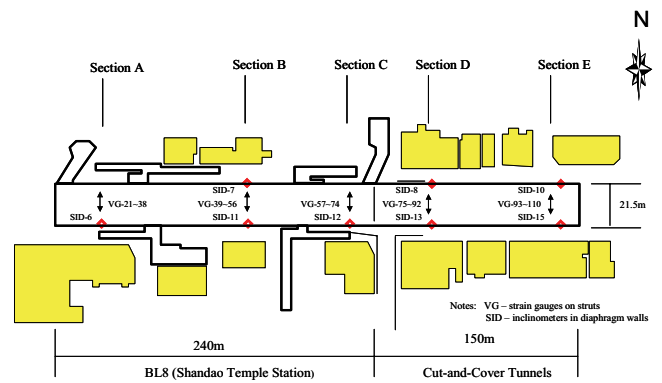 N
Section A
Section B
Section C
Section D
Section E
SID-7
SID-8
SID-10
VG-21~38
VG-39~56
VG-57~74
VG-75~92
VG-93~110
21.5m
SID-6
SID-11
SID-12
SID-13
SID-15
Notes: VG – strain gauges on struts
SID – inclinometers in diaphragm walls
240m
150m
BL8 (Shandao Temple Station)
Cut-and-Cover Tunnels